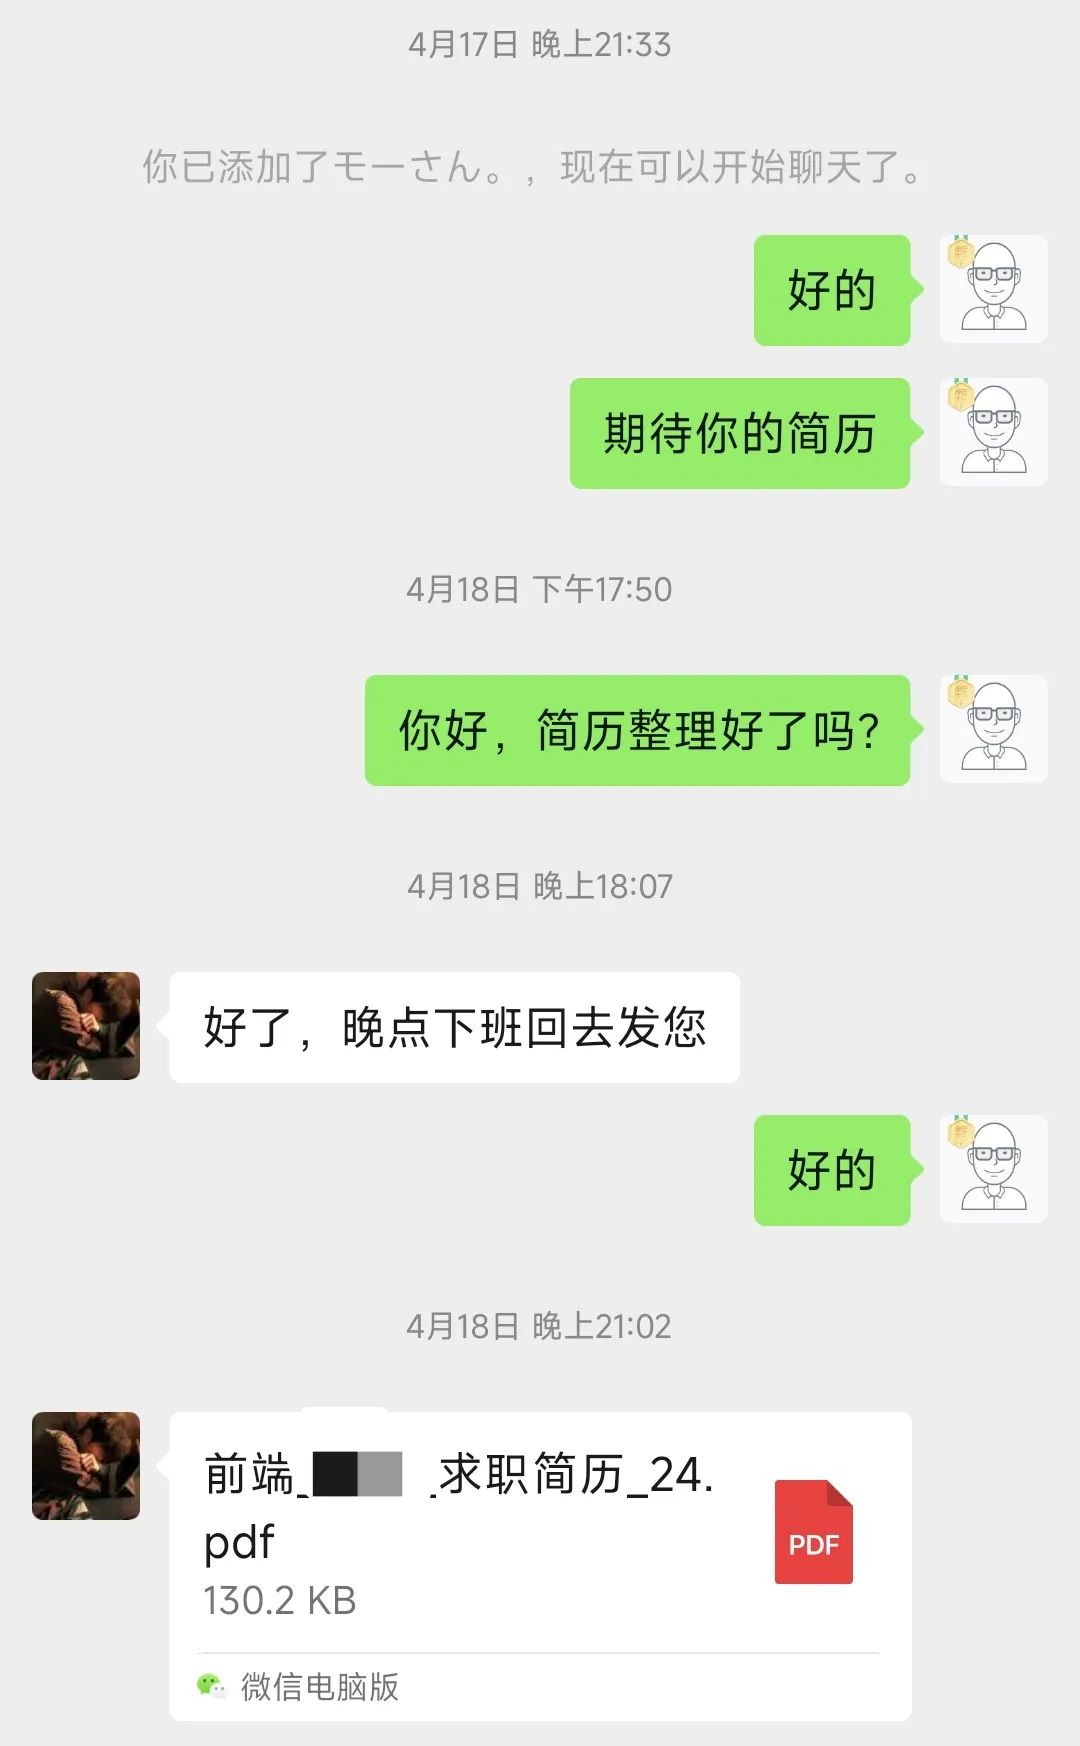 4月17日 晚上21:33
你已添加了モーさん。，现在可以开始聊天了。
好的
期待你的简历
4月18日 下午17:50
你好，简历整理好了吗？
4月18日 晚上18:07
好了，晚点下班回去发您
好的
4月18日 晚上21:02
前端_ _求职简历_24.
pdf
PDF
130.2 KB
微信电脑版